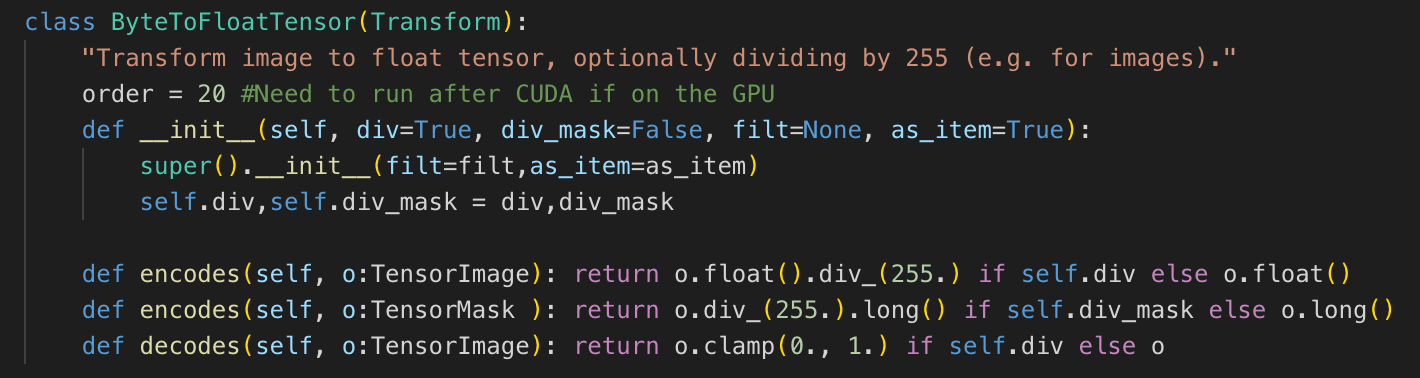 class ByteToFloatTensor(Transform):
    "Transform image to float tensor, optionally dividing by 255 (e.g. for images)."
    order = 20 #Need to run after CUDA if on the GPU
    def __init__(self, div=True, div_mask=False, filt=None, as_item=True):
        super().__init__(filt=filt,as_item=as_item)
        self.div,self.div_mask = div,div_mask

    def encodes(self, o:TensorImage): return o.float().div_(255.) if self.div else o.float()
    def encodes(self, o:TensorMask ): return o.div_(255.).long() if self.div_mask else o.long()
    def decodes(self, o:TensorImage): return o.clamp(0., 1.) if self.div else o